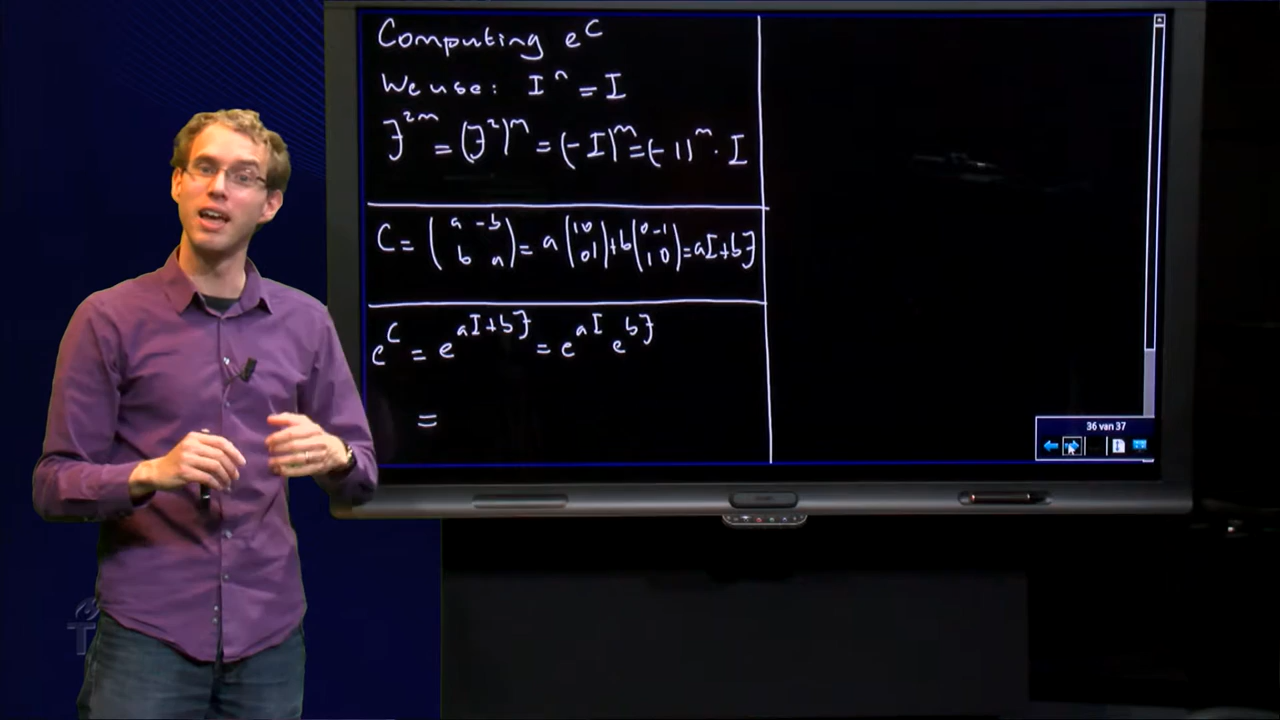 Computing e^C
We use: I^n = I
J^{2m} = (J^2)^m = (-I)^m = (-1)^m · I
C = (a -b; b a) = a(1 0; 0 1) + b(0 -1; 1 0) = aI + bJ
e^C = e^{aI+bJ} = e^{aI} e^{bJ}
=
36 van 37
T